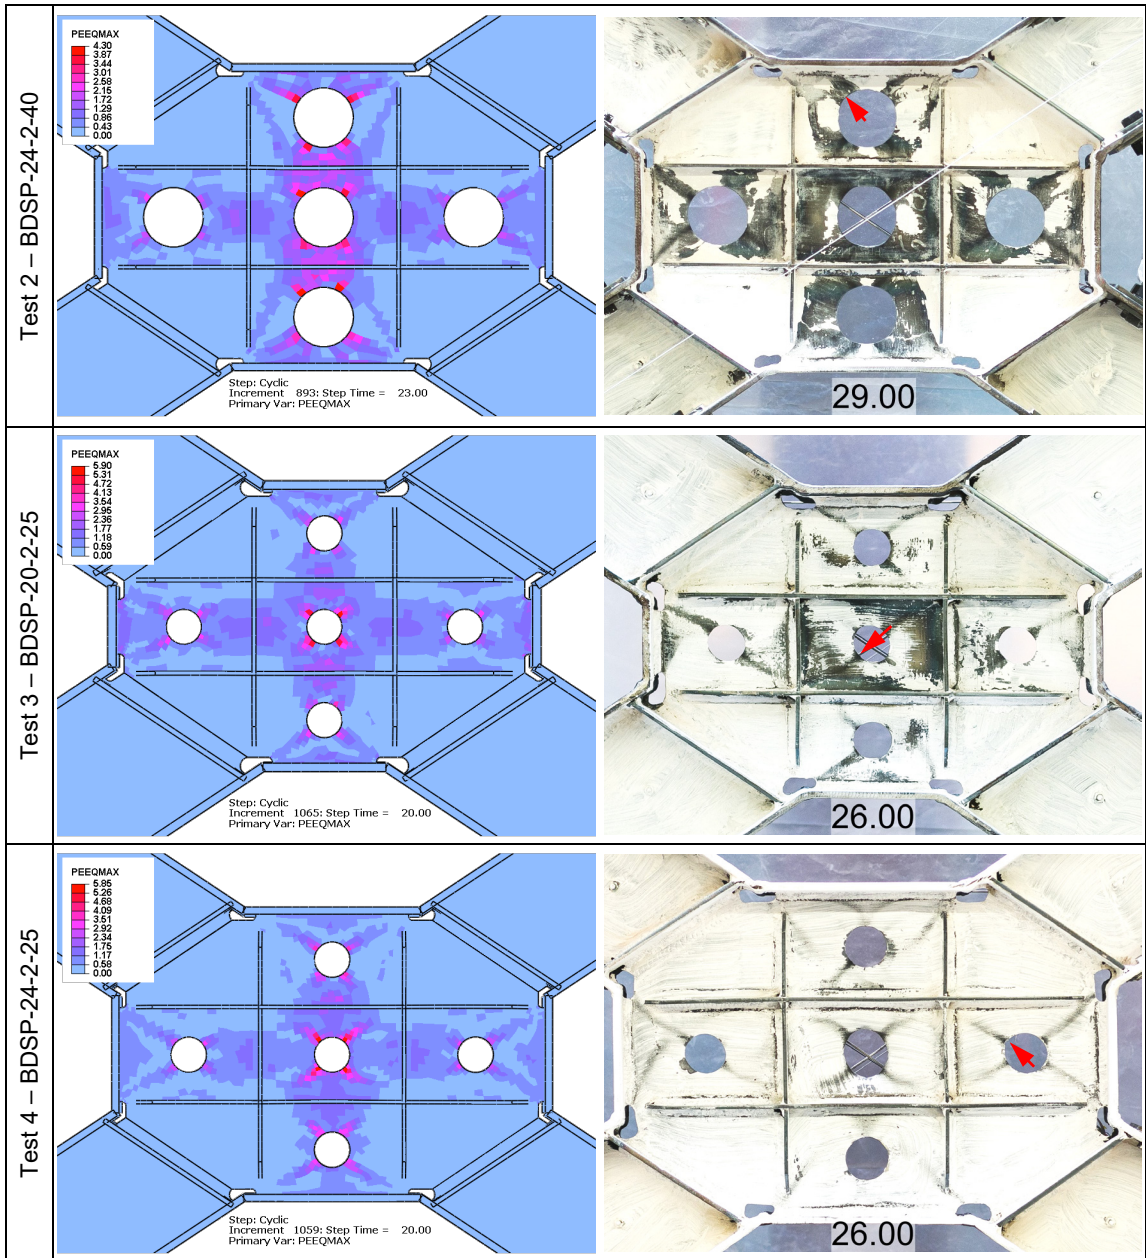 Test 2 – BDSP-24-2-40
PEEQMAX
4.30
3.87
3.44
3.01
2.58
2.15
1.72
1.29
0.86
0.43
0.00
Step: Cyclic
Increment 893: Step Time = 23.00
Primary Var: PEEQMAX
29.00
Test 3 – BDSP-20-2-25
PEEQMAX
5.90
5.31
4.72
4.13
3.54
2.95
2.36
1.77
1.18
0.59
0.00
Step: Cyclic
Increment 1065: Step Time = 20.00
Primary Var: PEEQMAX
26.00
Test 4 – BDSP-24-2-25
PEEQMAX
5.85
5.26
4.68
4.09
3.51
2.92
2.34
1.75
1.17
0.58
0.00
Step: Cyclic
Increment 1059: Step Time = 20.00
Primary Var: PEEQMAX
26.00